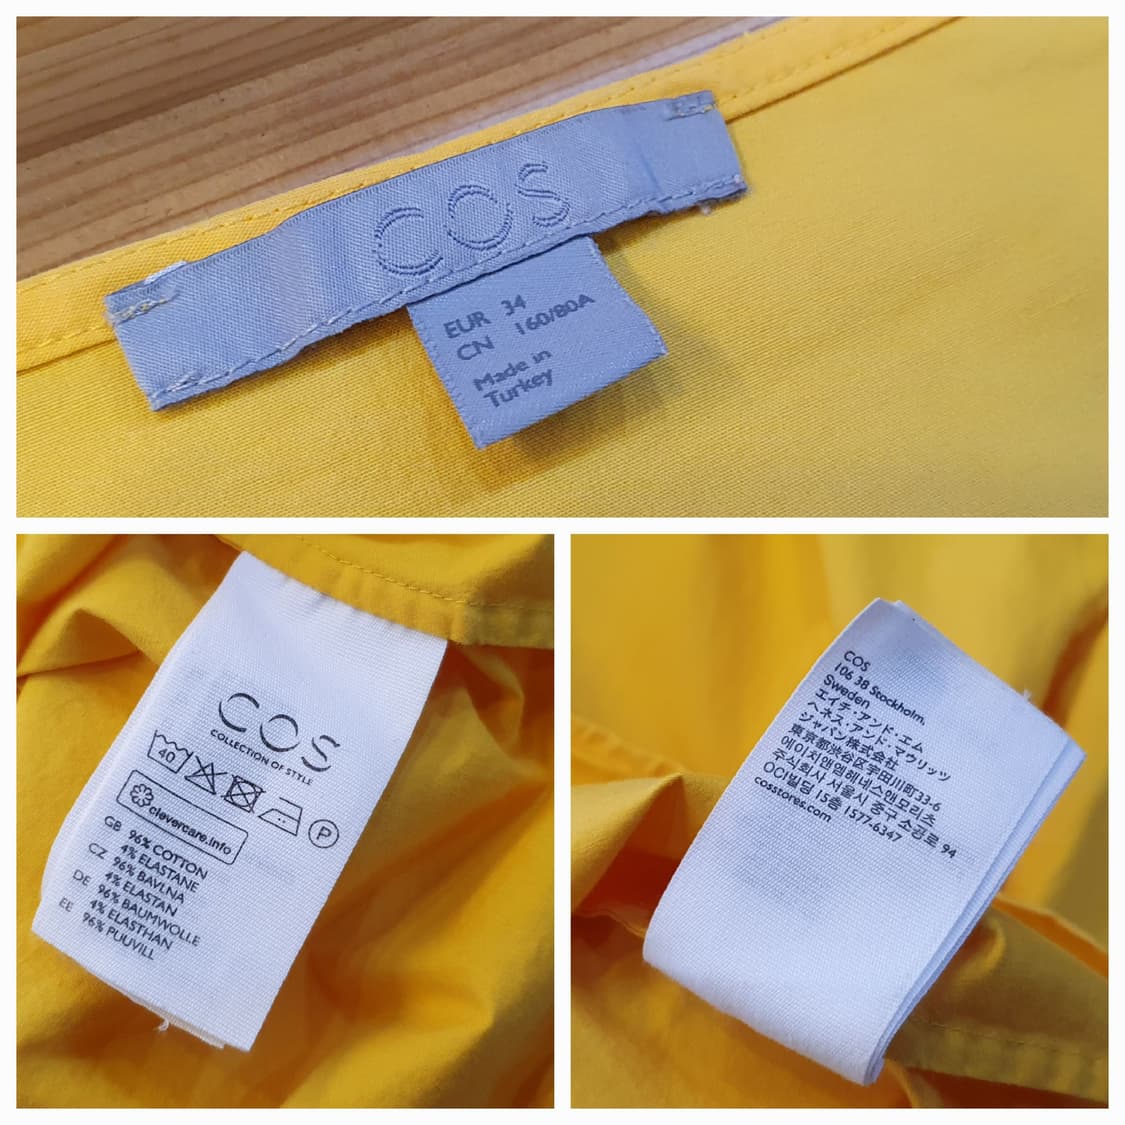 COS
EUR 34
CN 160/80A
Made in
Turkey
COS
COLLECTION OF STYLE
40
P
clevercare.info
GB 96% COTTON
4% ELASTANE
CZ 96% BAVLNA
4% ELASTAN
DE 96% BAUMWOLLE
4% ELASTHAN
EE 96% PUUVILL
COS
106 38 Stockholm,
Sweden
エイチ・アンド・エム
ヘネス・アンド・マウリッツ
ジャパン株式会社
東京都渋谷区宇田川町33-6
에이치앤엠헤네스앤모리츠
주식회사 서울시 중구 소공로 94
OCI빌딩 15층 1577-6347
cosstores.com